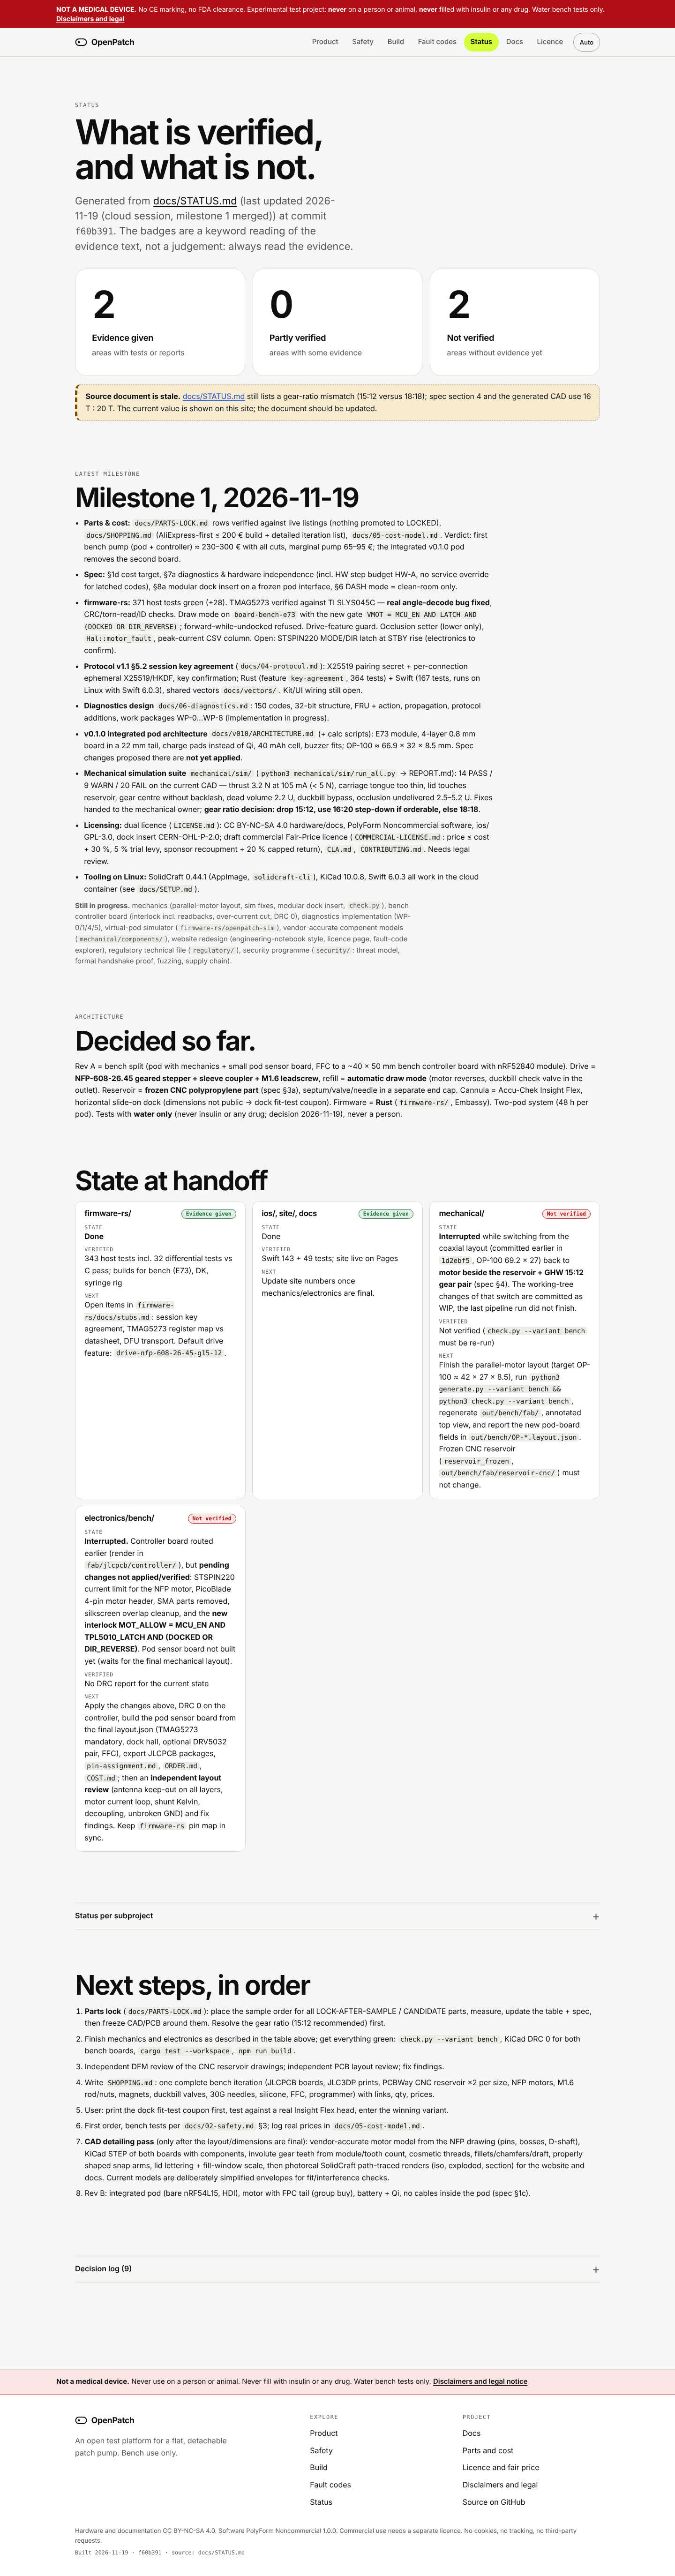 NOT A MEDICAL DEVICE. No CE marking, no FDA clearance. Experimental test project: never on a person or animal, never filled with insulin or any drug. Water bench tests only.
Disclaimers and legal
OpenPatch
Product Safety Build Fault codes Status Docs Licence Auto
STATUS
What is verified,
and what is not.
Generated from docs/STATUS.md (last updated 2026-
11-19 (cloud session, milestone 1 merged)) at commit
f60b391. The badges are a keyword reading of the
evidence text, not a judgement: always read the evidence.
2
Evidence given
areas with tests or reports
0
Partly verified
areas with some evidence
2
Not verified
areas without evidence yet
Source document is stale. docs/STATUS.md still lists a gear-ratio mismatch (15:12 versus 18:18); spec section 4 and the generated CAD use 16
T : 20 T. The current value is shown on this site; the document should be updated.
LATEST MILESTONE
Milestone 1, 2026-11-19
• Parts & cost: docs/PARTS-LOCK.md rows verified against live listings (nothing promoted to LOCKED),
docs/SHOPPING.md (AliExpress-first ≤ 200 € build + detailed iteration list), docs/05-cost-model.md. Verdict: first
bench pump (pod + controller) ≈ 230–300 € with all cuts, marginal pump 65–95 €; the integrated v0.1.0 pod
removes the second board.
• Spec: §1d cost target, §7a diagnostics & hardware independence (incl. HW step budget HW-A, no service override
for latched codes), §8a modular dock insert on a frozen pod interface, §6 DMAE = clean-room only.
• firmware-rs: 371 host tests green (+28). TMAG5273 verified against TI SLYS045C — real angle-decode bug fixed,
CRC/torn-read/ID checks. Draw mode on board-bench-e73 with the new gate VMOT = MCU_EN AND LATCH AND
(DOCKED OR DIR_REVERSE); forward-while-undocked refused. Drive-feature guard. Occlusion setter (lower only),
Hal::motor_fault, peak-current CSV column. Open: STSPIN220 MODE/DIR latch at STBY rise (electronics to
confirm).
• Protocol v1.1 §5.2 session key agreement (docs/04-protocol.md): X25519 pairing secret + per-connection
ephemeral X25519/HKDF, key confirmation; Rust (feature key-agreement, 364 tests) + Swift (167 tests, runs on
Linux with Swift 6.0.3), shared vectors docs/vectors/. Kit/UI wiring still open.
• Diagnostics design docs/06-diagnostics.md: 150 codes, 32-bit structure, FRU + action, propagation, protocol
additions, work packages WP-0…WP-8 (implementation in progress).
• v0.1.0 integrated pod architecture docs/v010/ARCHITECTURE.md (+ calc scripts): E73 module, 4-layer 0.8 mm
board in a 22 mm tail, charge pads instead of Qi, 40 mAh cell, buzzer fits; OP-100 ≈ 66.9 × 32 × 8.5 mm. Spec
changes proposed there are not yet applied.
• Mechanical simulation suite mechanical/sim/ (python3 mechanical/sim/run_all.py → REPORT.md): 14 PASS /
9 WARN / 20 FAIL on the current CAD — thrust 3.2 N at 105 mA (< 5 N), carriage tongue too thin, lid touches
reservoir, gear centre without backlash, dead volume 2.2 U, duckbill bypass, occlusion undelivered 2.5–5.2 U. Fixes
handed to the mechanical owner; gear ratio decision: drop 15:12, use 16:20 step-down if orderable, else 18:18.
• Licensing: dual licence (LICENSE.md): CC BY-NC-SA 4.0 hardware/docs, PolyForm Noncommercial software, ios/
GPL-3.0, dock insert CERN-OHL-P-2.0; draft commercial Fair-Price licence (COMMERCIAL-LICENSE.md: price ≤ cost
+ 30 %, 5 % trial levy, sponsor recoupment + 20 % capped return), CLA.md, CONTRIBUTING.md. Needs legal
review.
• Tooling on Linux: SolidCraft 0.44.1 (AppImage, solidcraft-cli), KiCad 10.0.8, Swift 6.0.3 all work in the cloud
container (see docs/SETUP.md).
Still in progress. mechanics (parallel-motor layout, sim fixes, modular dock insert, check.py), bench
controller board (interlock incl. readbacks, over-current cut, DRC 0), diagnostics implementation (WP-
0/1/4/5), virtual-pod simulator (firmware-rs/openpatch-sim), vendor-accurate component models
(mechanical/components/), website redesign (engineering-notebook style, licence page, fault-code
explorer), regulatory technical file (regulatory/), security programme (security/: threat model,
formal handshake proof, fuzzing, supply chain).
ARCHITECTURE
Decided so far.
Rev A = bench split (pod with mechanics + small pod sensor board, FFC to a ~40 × 50 mm bench controller board with nRF52840 module). Drive =
NFP-608-26.45 geared stepper + sleeve coupler + M1.6 leadscrew, refill = automatic draw mode (motor reverses, duckbill check valve in the
outlet). Reservoir = frozen CNC polypropylene part (spec §3a), septum/valve/needle in a separate end cap. Cannula = Accu-Chek Insight Flex,
horizontal slide-on dock (dimensions not public → dock fit-test coupon). Firmware = Rust (firmware-rs/, Embassy). Two-pod system (48 h per
pod). Tests with water only (never insulin or any drug; decision 2026-11-19), never a person.
State at handoff
firmware-rs/ Evidence given
STATE
Done
VERIFIED
343 host tests incl. 32 differential tests vs
C pass; builds for bench (E73), DK,
syringe rig
NEXT
Open items in firmware-
rs/docs/stubs.md: session key
agreement, TMAG5273 register map vs
datasheet, DFU transport. Default drive
feature: drive-nfp-608-26-45-g15-12.
ios/, site/, docs Evidence given
STATE
Done
VERIFIED
Swift 143 + 49 tests; site live on Pages
NEXT
Update site numbers once
mechanics/electronics are final.
mechanical/ Not verified
STATE
Interrupted while switching from the
coaxial layout (committed earlier in
1d2ebf5, OP-100 69.2 × 27) back to
motor beside the reservoir + GHW 15:12
gear pair (spec §4). The working-tree
changes of that switch are committed as
WIP, the last pipeline run did not finish.
VERIFIED
Not verified (check.py --variant bench
must be re-run)
NEXT
Finish the parallel-motor layout (target OP-
100 ≈ 42 × 27 × 8.5), run python3
generate.py --variant bench &&
python3 check.py --variant bench,
regenerate out/bench/fab/, annotated
top view, and report the new pod-board
fields in out/bench/OP-*.layout.json.
Frozen CNC reservoir
(reservoir_frozen,
out/bench/fab/reservoir-cnc/) must
not change.
electronics/bench/ Not verified
STATE
Interrupted. Controller board routed
earlier (render in
fab/jlcpcb/controller/), but pending
changes not applied/verified: STSPIN220
current limit for the NFP motor, PicoBlade
4-pin motor header, SMA parts removed,
silkscreen overlap cleanup, and the new
interlock MOT_ALLOW = MCU_EN AND
TPL5010_LATCH AND (DOCKED OR
DIR_REVERSE). Pod sensor board not built
yet (waits for the final mechanical layout).
VERIFIED
No DRC report for the current state
NEXT
Apply the changes above, DRC 0 on the
controller, build the pod sensor board from
the final layout.json (TMAG5273
mandatory, dock hall, optional DRV5032
pair, FFC), export JLCPCB packages,
pin-assignment.md, ORDER.md,
COST.md; then an independent layout
review (antenna keep-out on all layers,
motor current loop, shunt Kelvin,
decoupling, unbroken GND) and fix
findings. Keep firmware-rs pin map in
sync.
Status per subproject +
Next steps, in order
1. Parts lock (docs/PARTS-LOCK.md): place the sample order for all LOCK-AFTER-SAMPLE / CANDIDATE parts, measure, update the table + spec,
then freeze CAD/PCB around them. Resolve the gear ratio (15:12 recommended) first.
2. Finish mechanics and electronics as described in the table above; get everything green: check.py --variant bench, KiCad DRC 0 for both
bench boards, cargo test --workspace, npm run build.
3. Independent DFM review of the CNC reservoir drawings; independent PCB layout review; fix findings.
4. Write SHOPPING.md: one complete bench iteration (JLCPCB boards, JLC3DP prints, PCBWay CNC reservoir ×2 per size, NFP motors, M1.6
rod/nuts, magnets, duckbill valves, 30G needles, silicone, FFC, programmer) with links, qty, prices.
5. User: print the dock fit-test coupon first, test against a real Insight Flex head, enter the winning variant.
6. First order, bench tests per docs/02-safety.md §3; log real prices in docs/05-cost-model.md.
7. CAD detailing pass (only after the layout/dimensions are final): vendor-accurate motor model from the NFP drawing (pins, bosses, D-shaft),
KiCad STEP of both boards with components, involute gear teeth from module/tooth count, cosmetic threads, fillets/chamfers/draft, properly
shaped snap arms, lid lettering + fill-window scale, then photoreal SolidCraft path-traced renders (iso, exploded, section) for the website and
docs. Current models are deliberately simplified envelopes for fit/interference checks.
8. Rev B: integrated pod (bare nRF54L15, HDI), motor with FPC tail (group buy), battery + Qi, no cables inside the pod (spec §1c).
Decision log (9) +
Not a medical device. Never use on a person or animal. Never fill with insulin or any drug. Water bench tests only. Disclaimers and legal notice
OpenPatch
An open test platform for a flat, detachable
patch pump. Bench use only.
EXPLORE
Product
Safety
Build
Fault codes
Status
PROJECT
Docs
Parts and cost
Licence and fair price
Disclaimers and legal
Source on GitHub
Hardware and documentation CC BY-NC-SA 4.0. Software PolyForm Noncommercial 1.0.0. Commercial use needs a separate licence. No cookies, no tracking, no third-party
requests.
Built 2026-11-19 · f60b391 · source: docs/STATUS.md